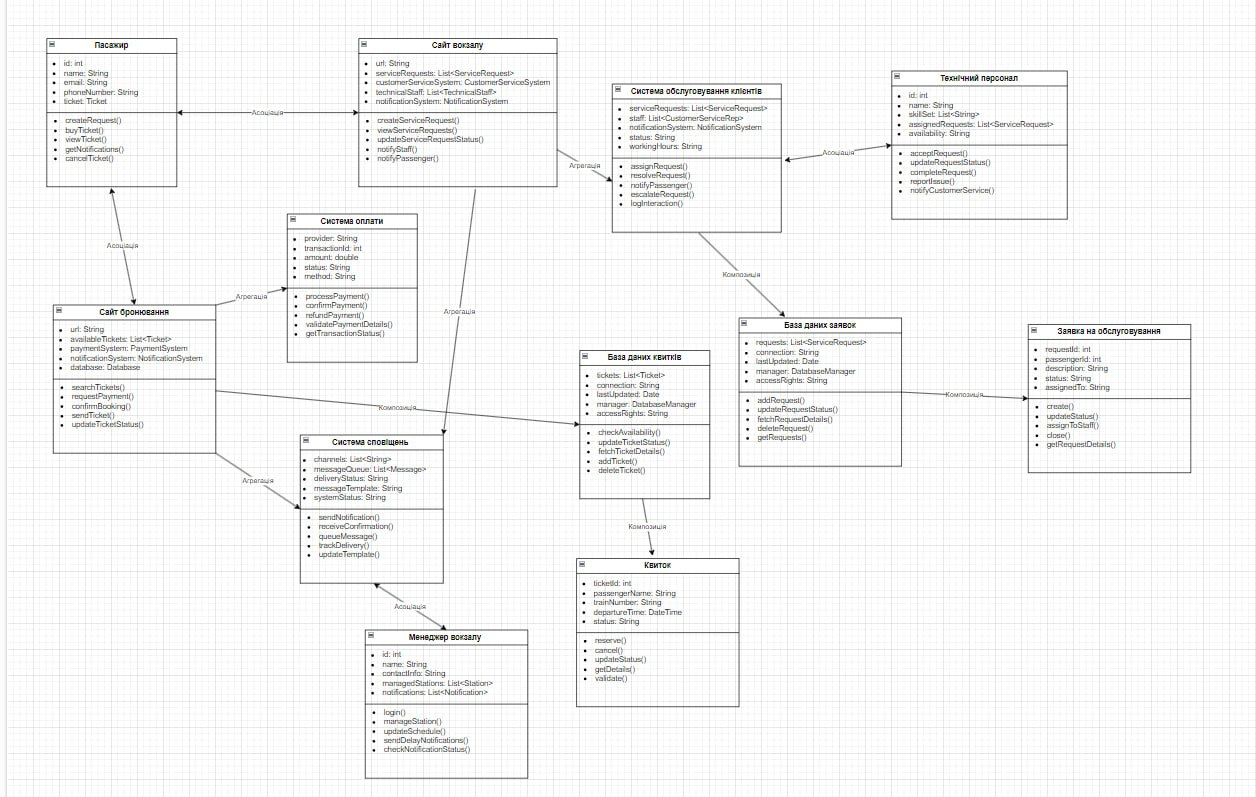 Пасажир
id: int
name: String
email: String
phoneNumber: String
ticket: Ticket
createRequest()
buyTicket()
viewTicket()
getNotifications()
cancelTicket()
Асоціація
Сайт вокзалу
url: String
serviceRequests: List<ServiceRequest>
customerServiceSystem: CustomerServiceSystem
technicalStaff: List<TechnicalStaff>
notificationSystem: NotificationSystem
createServiceRequest()
viewServiceRequests()
updateServiceRequestStatus()
notifyStaff()
notifyPassenger()
Агрегація
Система обслуговування клієнтів
serviceRequests: List<ServiceRequest>
staff: List<CustomerServiceRep>
notificationSystem: NotificationSystem
status: String
workingHours: String
assignRequest()
resolveRequest()
notifyPassenger()
escalateRequest()
logInteraction()
Асоціація
Технічний персонал
id: int
name: String
skillSet: List<String>
assignedRequests: List<ServiceRequest>
availability: String
acceptRequest()
updateRequestStatus()
completeRequest()
reportIssue()
notifyCustomerService()
Асоціація
Система оплати
provider: String
transactionId: int
amount: double
status: String
method: String
processPayment()
confirmPayment()
refundPayment()
validatePaymentDetails()
getTransactionStatus()
Агрегація
Агрегація
Композиція
Сайт бронювання
url: String
availableTickets: List<Ticket>
paymentSystem: PaymentSystem
notificationSystem: NotificationSystem
database: Database
searchTickets()
requestPayment()
confirmBooking()
sendTicket()
updateTicketStatus()
Композиція
Агрегація
База даних квитків
tickets: List<Ticket>
connection: String
lastUpdated: Date
manager: DatabaseManager
accessRights: String
checkAvailability()
updateTicketStatus()
fetchTicketDetails()
addTicket()
deleteTicket()
База даних заявок
requests: List<ServiceRequest>
connection: String
lastUpdated: Date
manager: DatabaseManager
accessRights: String
addRequest()
updateRequestStatus()
fetchRequestDetails()
deleteRequest()
getRequests()
Композиція
Заявка на обслуговування
requestId: int
passengerId: int
description: String
status: String
assignedTo: String
create()
updateStatus()
assignToStaff()
close()
getRequestDetails()
Система сповіщень
channels: List<String>
messageQueue: List<Message>
deliveryStatus: String
messageTemplate: String
systemStatus: String
sendNotification()
receiveConfirmation()
queueMessage()
trackDelivery()
updateTemplate()
Композиція
Асоціація
Квиток
ticketId: int
passengerName: String
trainNumber: String
departureTime: DateTime
status: String
reserve()
cancel()
updateStatus()
getDetails()
validate()
Менеджер вокзалу
id: int
name: String
contactInfo: String
managedStations: List<Station>
notifications: List<Notification>
login()
manageStation()
updateSchedule()
sendDelayNotifications()
checkNotificationStatus()